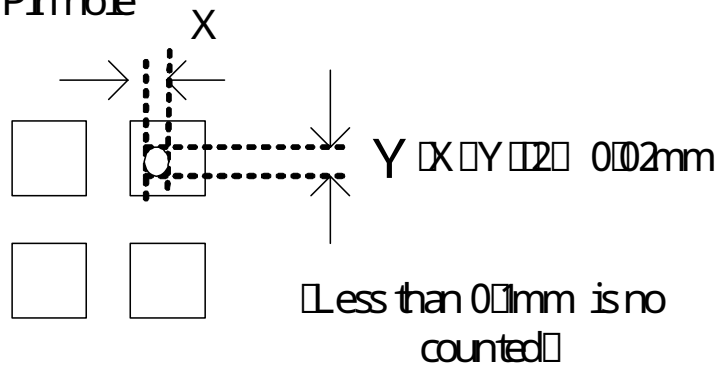 Pinhole
X
Y □X□Y□□2□ 0□02mm
□Less than 0□1mm is no
counted□